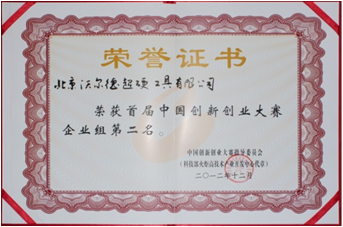 荣誉证书
北京沃尔德超硬工具有限公司
荣获首届中国创新创业大赛
企业组第二名。
中国创新创业大赛指导委员会
（科技部火炬高技术产业开发中心代章）
二〇一二年十二月